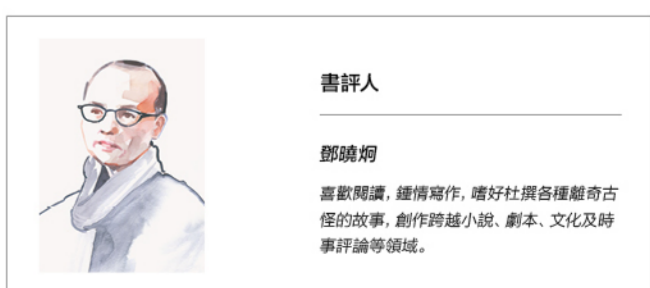 書評人
鄧曉炯
喜歡閱讀，鍾情寫作，嗜好杜撰各種離奇古
怪的故事，創作跨越小說、劇本、文化及時
事評論等領域。